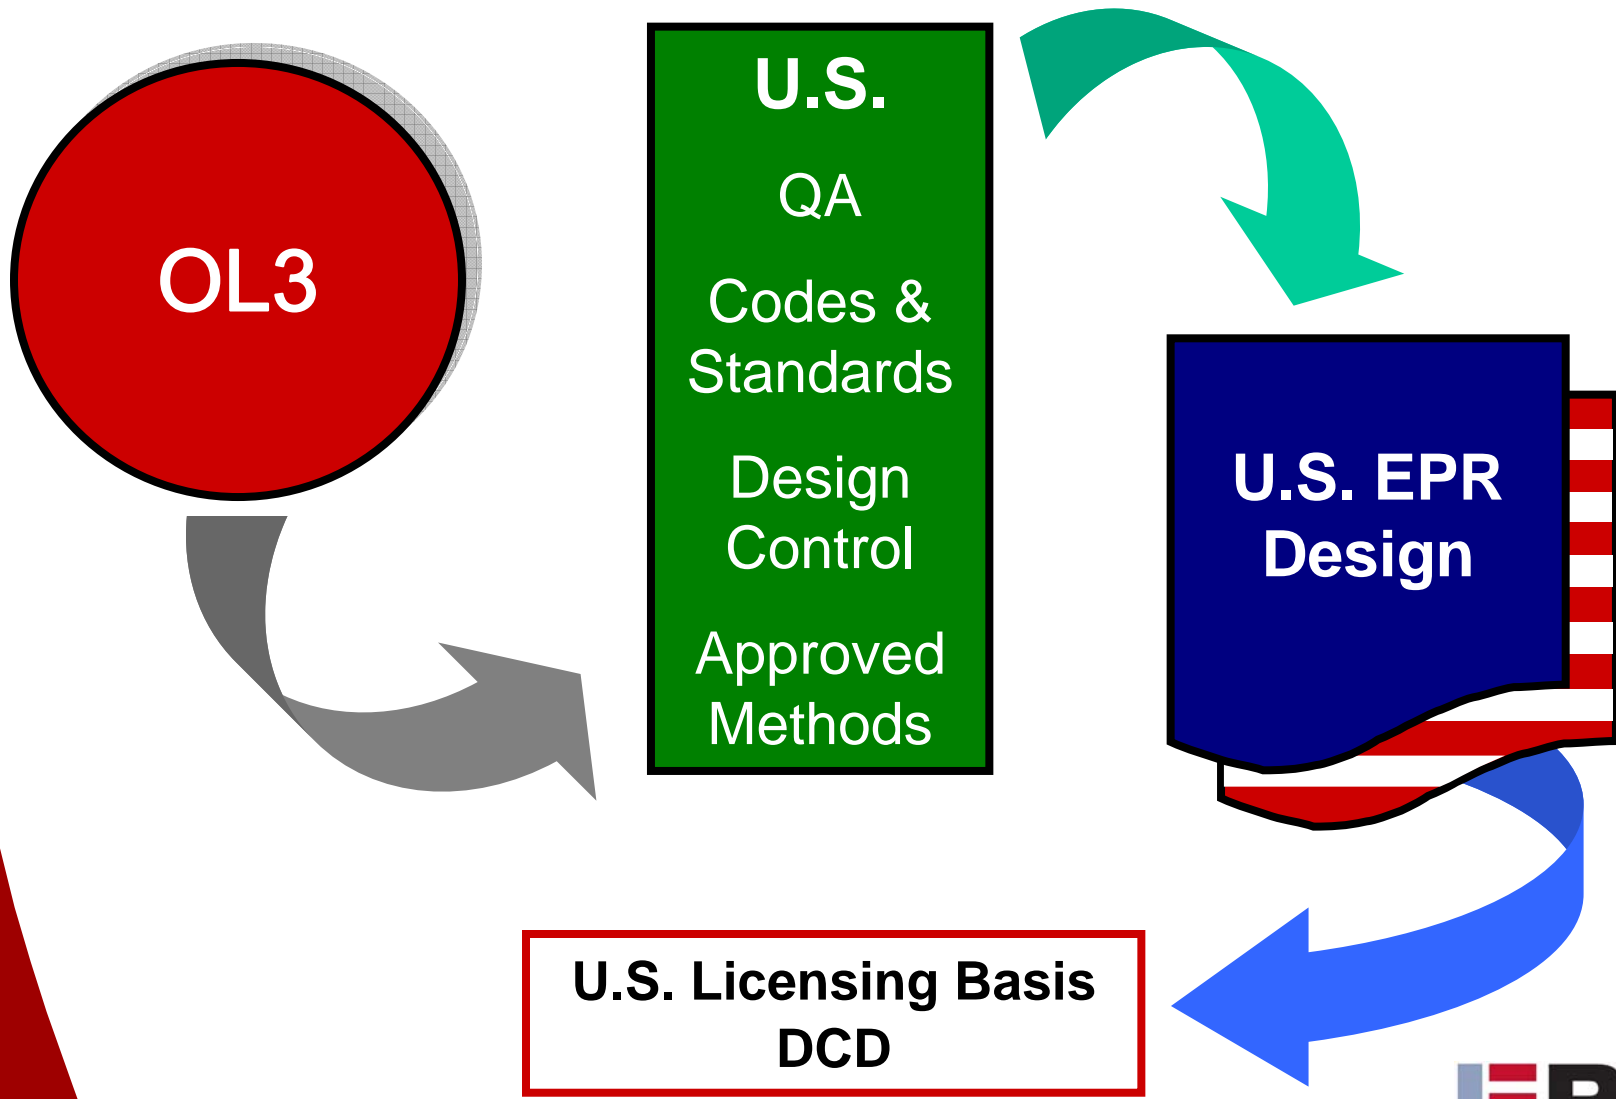 OL3
U.S.
QA
Codes &
Standards
Design
Control
Approved
Methods
U.S. EPR
Design
U.S. Licensing Basis
DCD